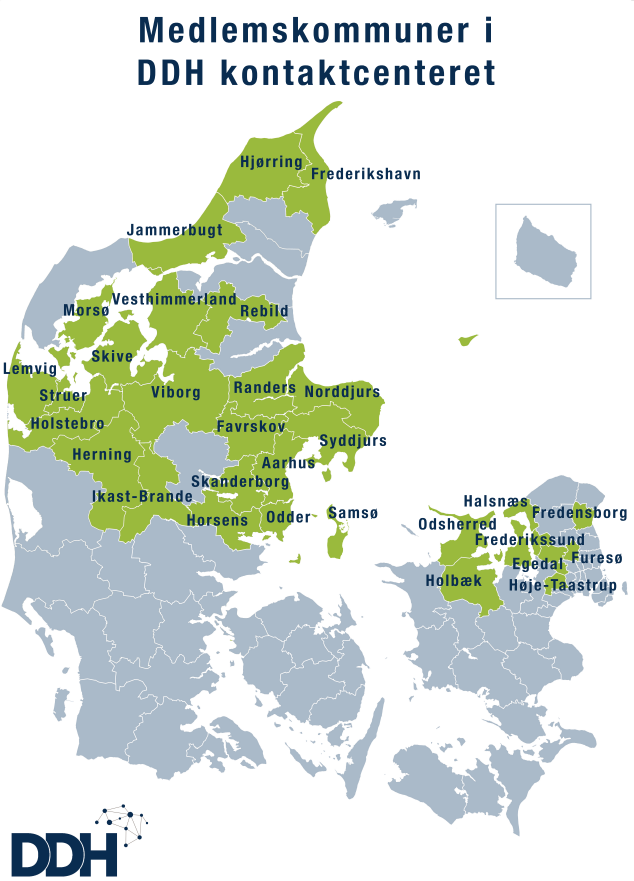 Medlemskommuner i
DDH kontaktcenteret
Hjørring
Frederikshavn
Jammerbugt
Vesthimmerland
Morsø
Rebild
Skive
Lemvig
Struer
Viborg
Randers
Norddjurs
Holstebro
Favrskov
Syddjurs
Herning
Aarhus
Skanderborg
Ikast-Brande
Horsens
Odder
Samsø
Halsnæs
Fredensborg
Odsherred
Frederikssund
Egedal
Furesø
Holbæk
Høje-Taastrup
DDH